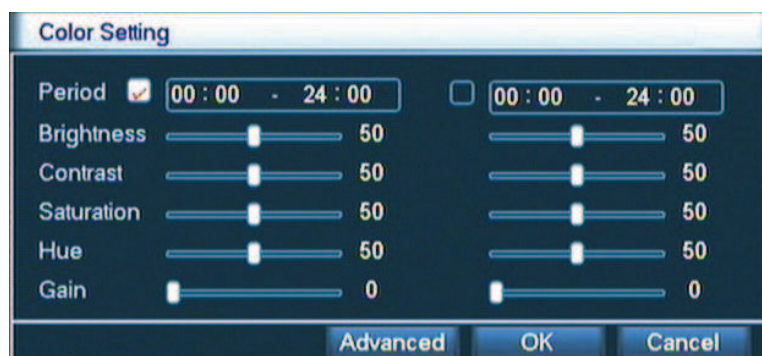 Color Setting
Period 00 : 00 - 24 : 00 00 : 00 - 24 : 00
Brightness 50 50
Contrast 50 50
Saturation 50 50
Hue 50 50
Gain 0 0
Advanced OK Cancel